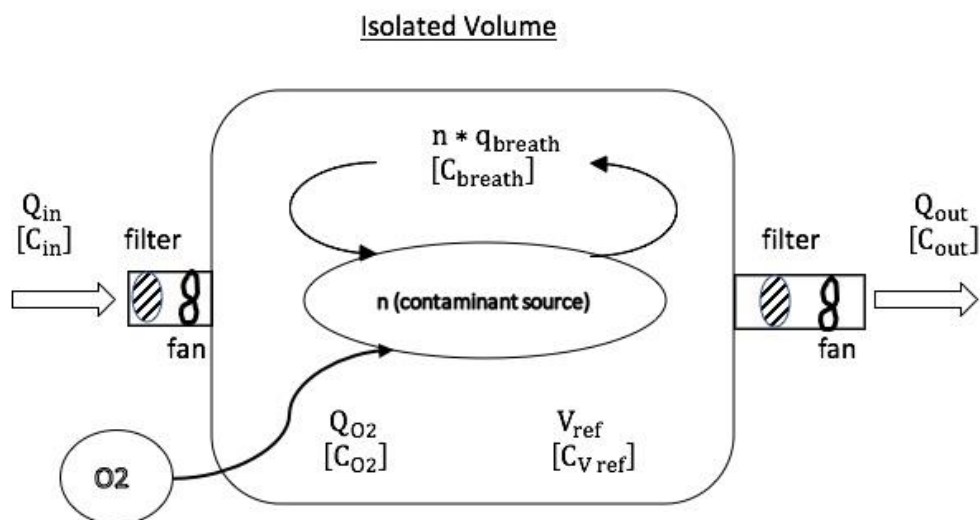 Isolated Volume
n * q_breath
[C_breath]
Q_in
[C_in]
filter
fan
n (contaminant source)
filter
fan
Q_out
[C_out]
O2
Q_O2
[C_O2]
V_ref
[C_V ref]